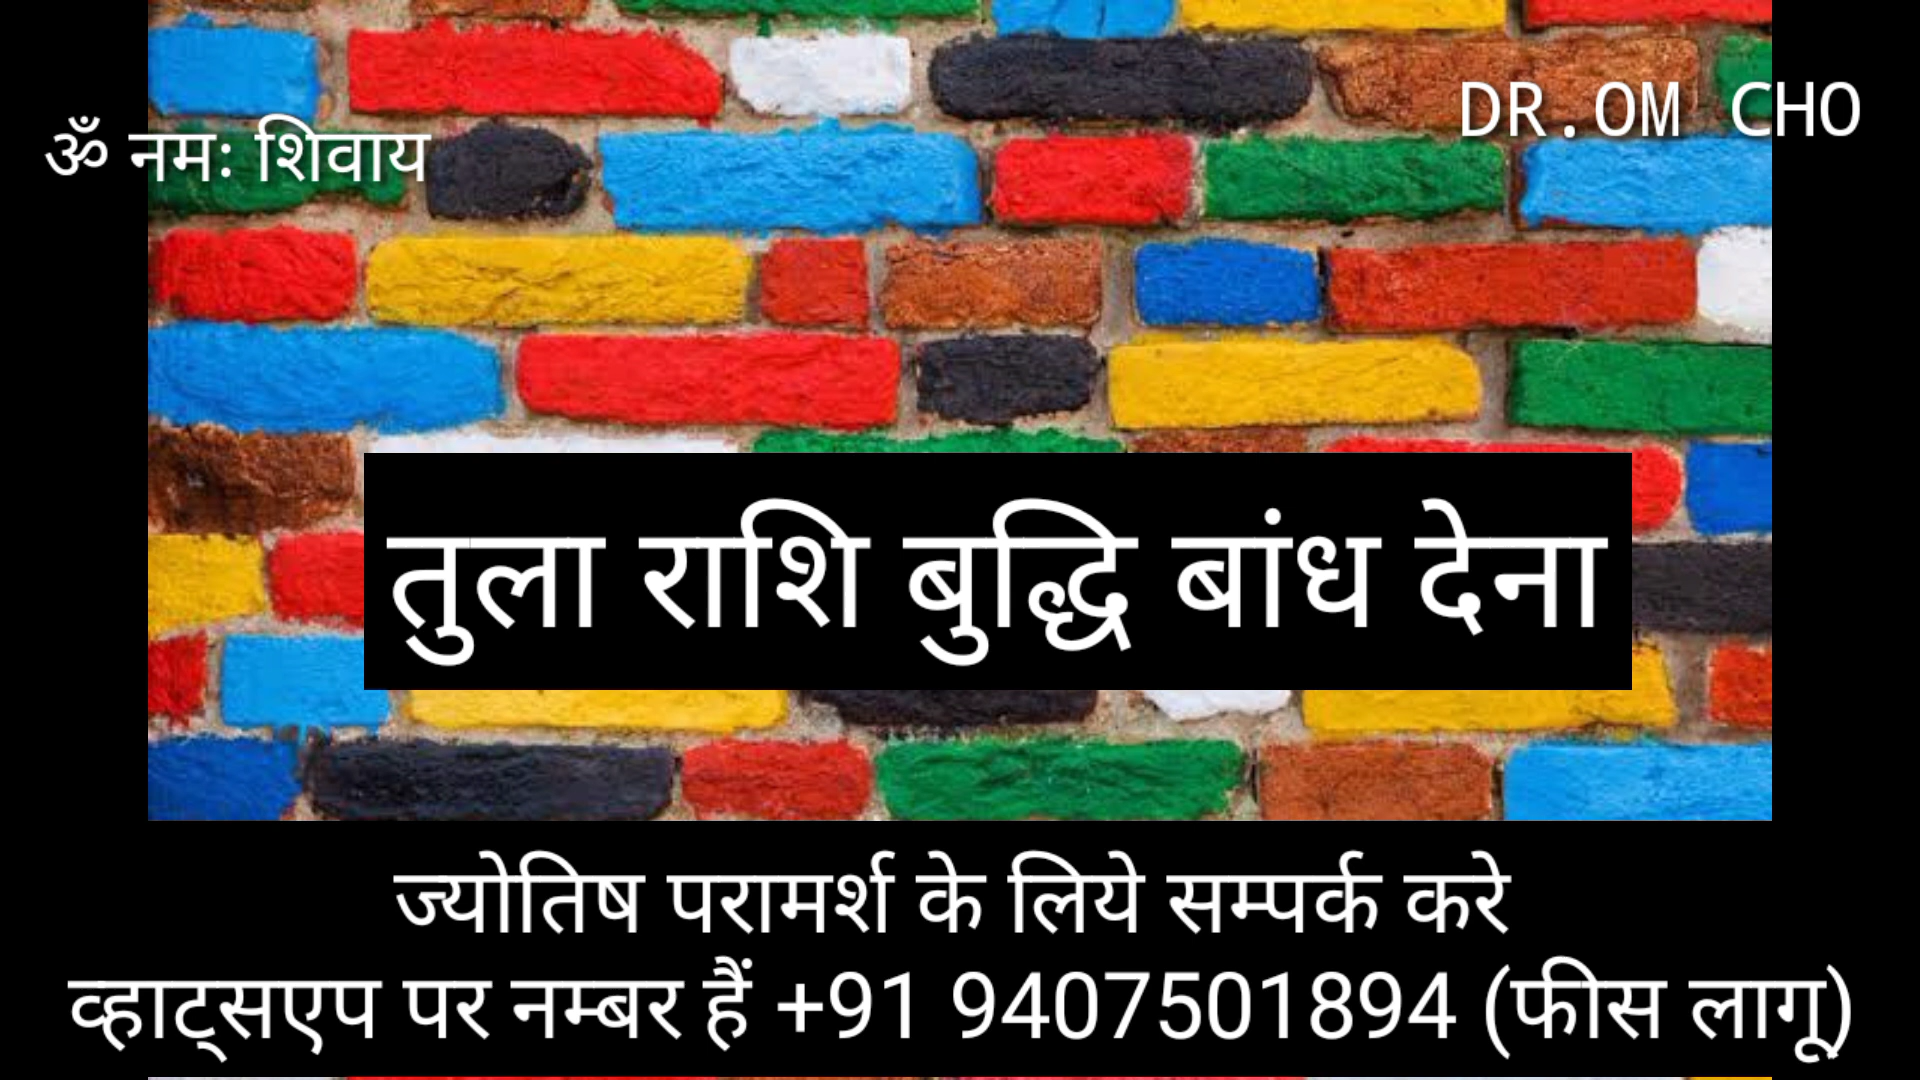 DR.OM CHO
ॐ नमः शिवाय
तुला राशि बुद्धि बांध देना
ज्योतिष परामर्श के लिये सम्पर्क करे
व्हाट्सएप पर नम्बर हैं +91 9407501894 (फीस लागू)